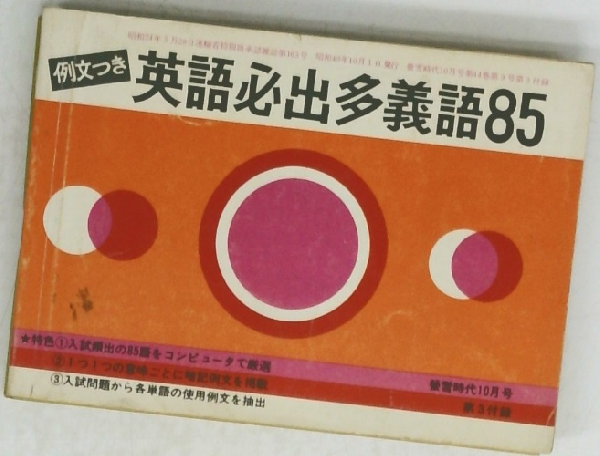 例文つき
英語必出多義語85
★特色①入試頻出の85語をコンピュータで厳選
②1つ1つの意味ごとに暗記例文を掲載
③入試問題から各単語の使用例文を抽出
螢雪時代10月号
第3付録